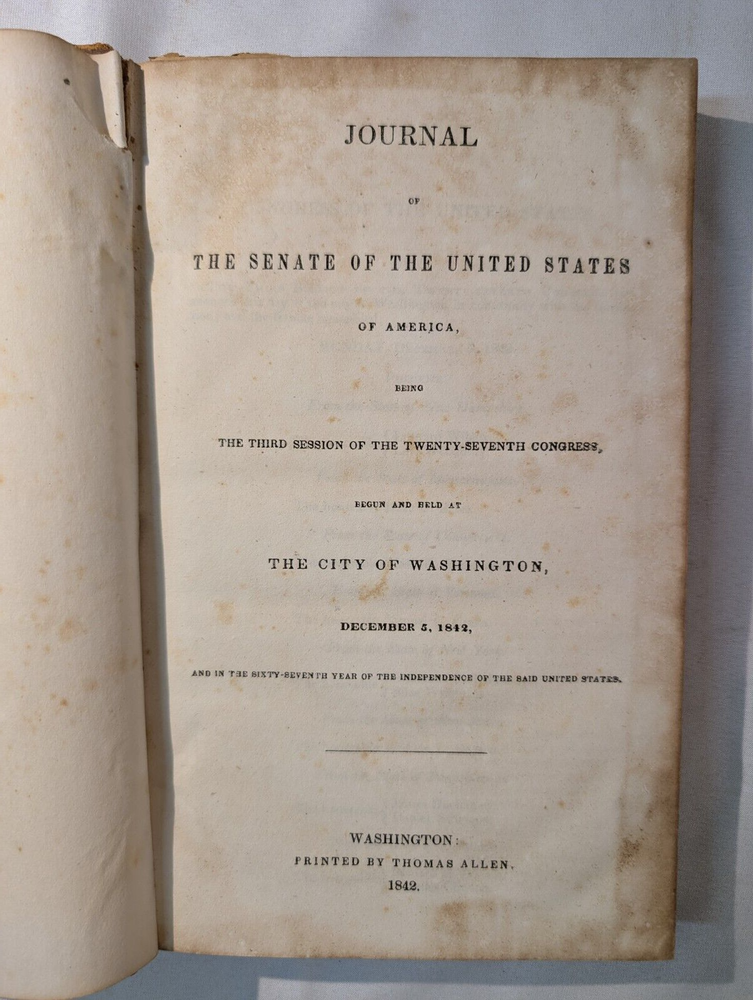 JOURNAL
OF
THE SENATE OF THE UNITED STATES
OF AMERICA,
BEING
THE THIRD SESSION OF THE TWENTY-SEVENTH CONGRESS,
BEGUN AND HELD AT
THE CITY OF WASHINGTON,
DECEMBER 5, 1842,
AND IN THE SIXTY-SEVENTH YEAR OF THE INDEPENDENCE OF THE SAID UNITED STATES.
WASHINGTON:
PRINTED BY THOMAS ALLEN.
1842.